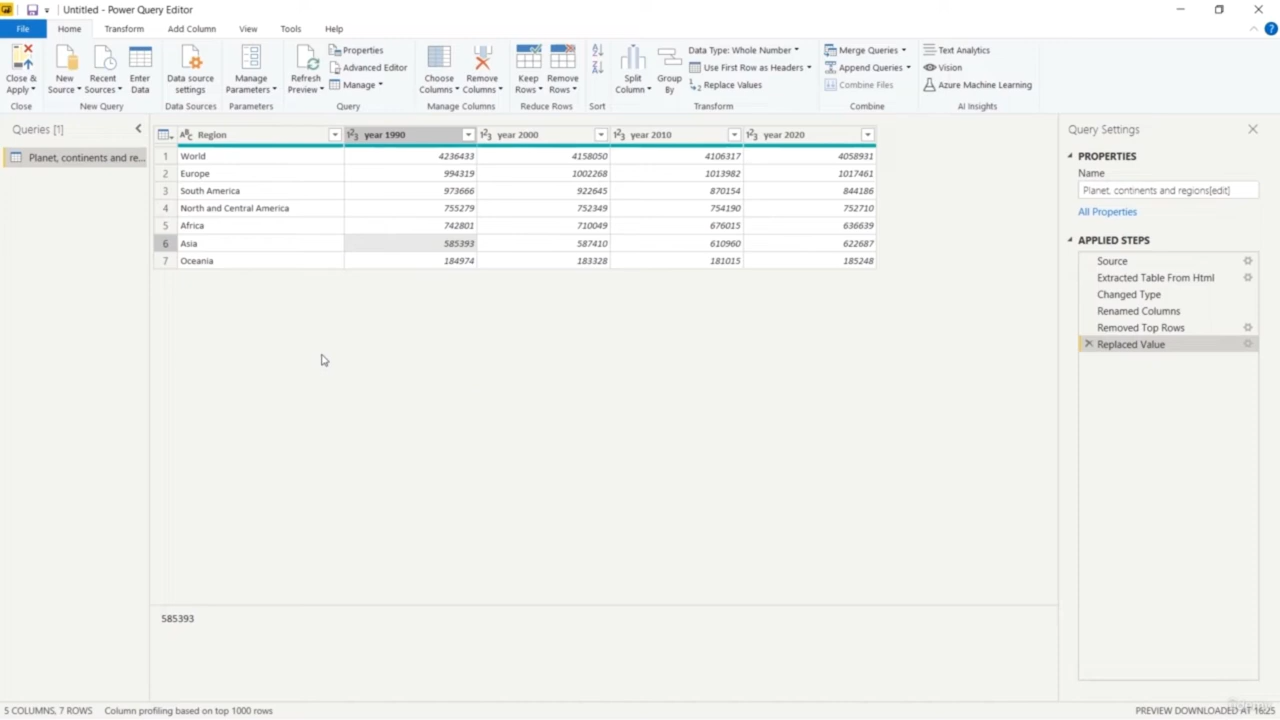 Untitled - Power Query Editor
File Home Transform Add Column View Tools Help
Close & Apply
New Source
Recent Sources
Enter Data
Data source settings
Manage Parameters
Refresh Preview
Properties
Advanced Editor
Manage
Choose Columns
Remove Columns
Keep Rows
Remove Rows
Split Column
Group By
Data Type: Whole Number
Use First Row as Headers
Replace Values
Merge Queries
Append Queries
Combine Files
Text Analytics
Vision
Azure Machine Learning
Close New Query Data Sources Parameters Query Manage Columns Reduce Rows Sort Transform Combine AI Insights
Queries [1]
Planet, continents and re...
Region year 1990 year 2000 year 2010 year 2020
1 World 4236433 4158050 4106317 4058931
2 Europe 994319 1002268 1013982 1017461
3 South America 973666 922645 870154 844186
4 North and Central America 755279 752349 754190 752710
5 Africa 742801 710049 676015 636639
6 Asia 585393 587410 610960 622687
7 Oceania 184974 183328 181015 185248
585393
Query Settings
PROPERTIES
Name
Planet, continents and regions[edit]
All Properties
APPLIED STEPS
Source
Extracted Table From Html
Changed Type
Renamed Columns
Removed Top Rows
Replaced Value
5 COLUMNS, 7 ROWS Column profiling based on top 1000 rows
PREVIEW DOWNLOADED AT 16:25